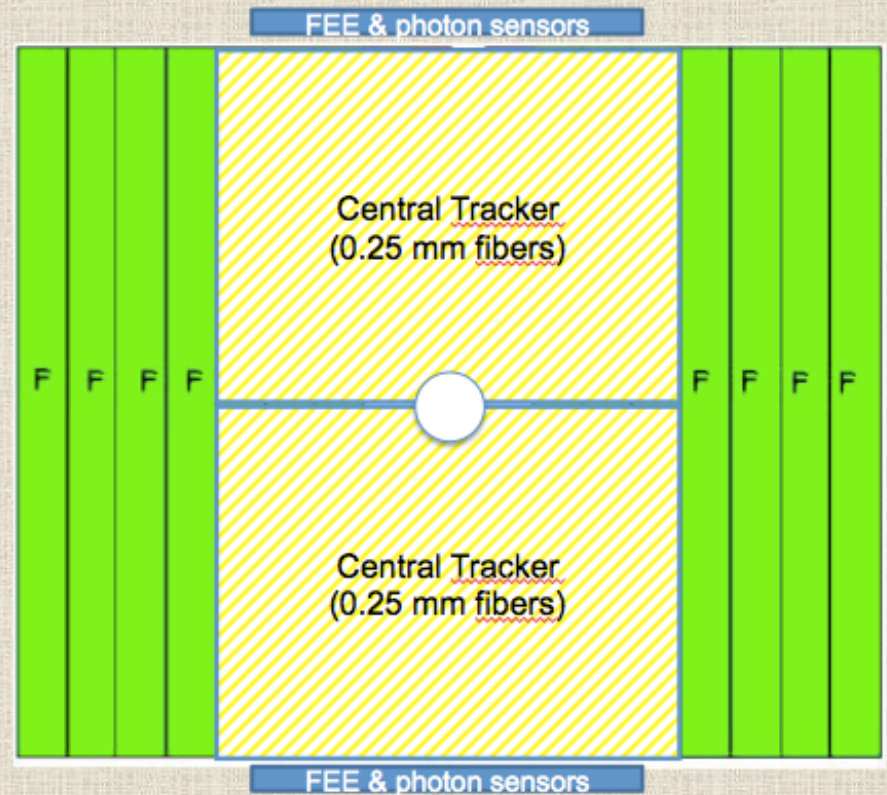 FEE & photon sensors
Central Tracker
(0.25 mm fibers)
F F F F F F F F
Central Tracker
(0.25 mm fibers)
FEE & photon sensors